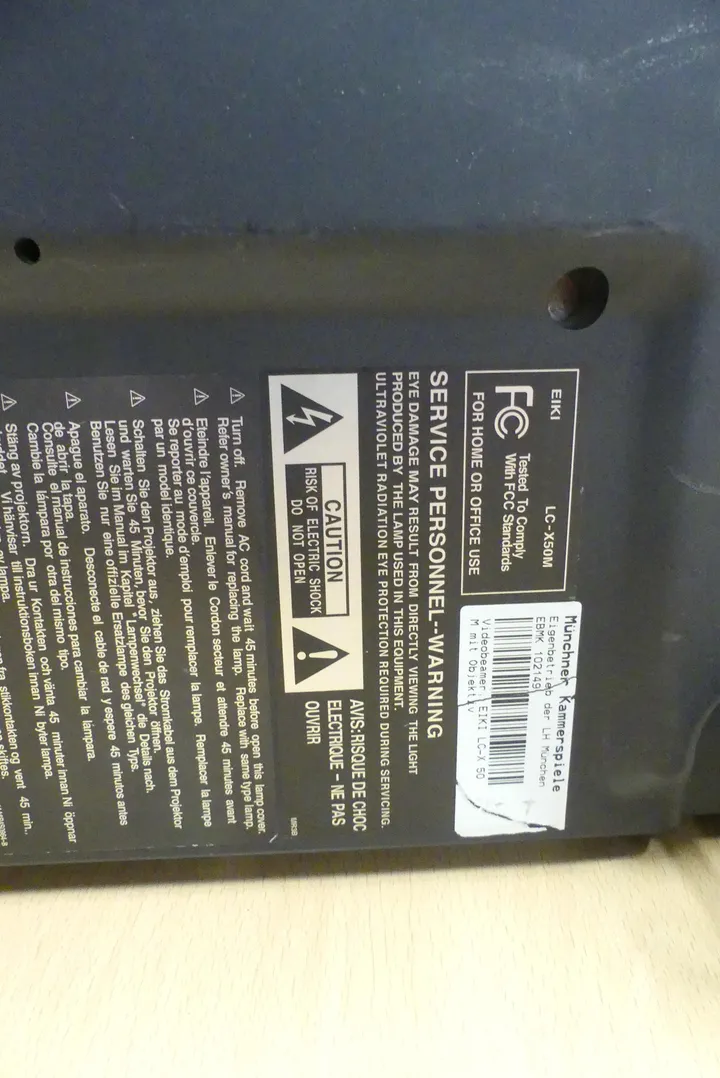 EIKI LC-X50M
FC Tested To Comply
With FCC Standards
FOR HOME OR OFFICE USE
Münchner Kammerspiele
Eigenbetrieb der LH München
EBMK 102149
Videobeamer, EIKI LC-X 50
M mit Objektiv
SERVICE PERSONNEL--WARNING
EYE DAMAGE MAY RESULT FROM DIRECTLY VIEWING THE LIGHT
PRODUCED BY THE LAMP USED IN THIS EQUIPMENT.
ULTRAVIOLET RADIATION EYE PROTECTION REQUIRED DURING SERVICING.
CAUTION
RISK OF ELECTRIC SHOCK
DO NOT OPEN
AVIS:RISQUE DE CHOC
ELECTRIQUE – NE PAS
OUVRIR
Turn off. Remove AC cord and wait 45 minutes before open this lamp cover.
Refer owner's manual for replacing the lamp. Replace with same type lamp.
Eteindre l'appareil. Enlever le Cordon secteur et attendre 45 minutes avant
d'ouvrir ce couvercle.
Se reporter au mode d'emploi pour remplacer la lampe. Remplacer la lampe
par un model identique.
Schalten Sie den Projektor aus, ziehen Sie das Stromkabel aus dem Projektor
und warten Sie 45 Minuten, bevor Sie den Projektor öffnen.
Lesen Sie im Manual im Kapitel "Lampenwechsel" die Details nach.
Benutzen Sie nur eine offizielle Esatzlampe des gleichen Typs.
Apague el aparato. Desconecte el cable de rad y espere 45 minutos antes
de abrir la tapa.
Consulte el manual de instrucciones para cambiar la lámpara.
Cambie la lámpara por otra del mismo tipo.
Stäng av projektorn. Dra ur Kontakten och vänta 45 minuter innan Ni öppnar
Vi hänvisar till instruktionsboken innan Ni byter lampa.
stikkontakten og vent 45 min.